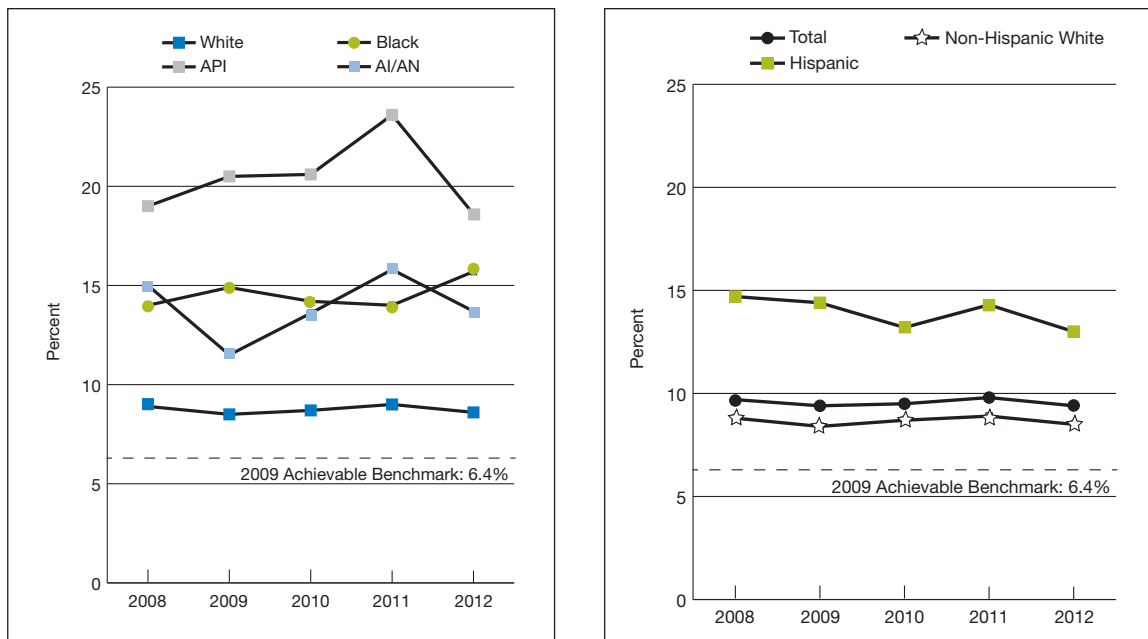 White Black
API AI/AN
25
20
15
10
5
0
Percent
2009 Achievable Benchmark: 6.4%
2008 2009 2010 2011 2012
Total Non-Hispanic White
Hispanic
25
20
15
10
5
0
Percent
2009 Achievable Benchmark: 6.4%
2008 2009 2010 2011 2012